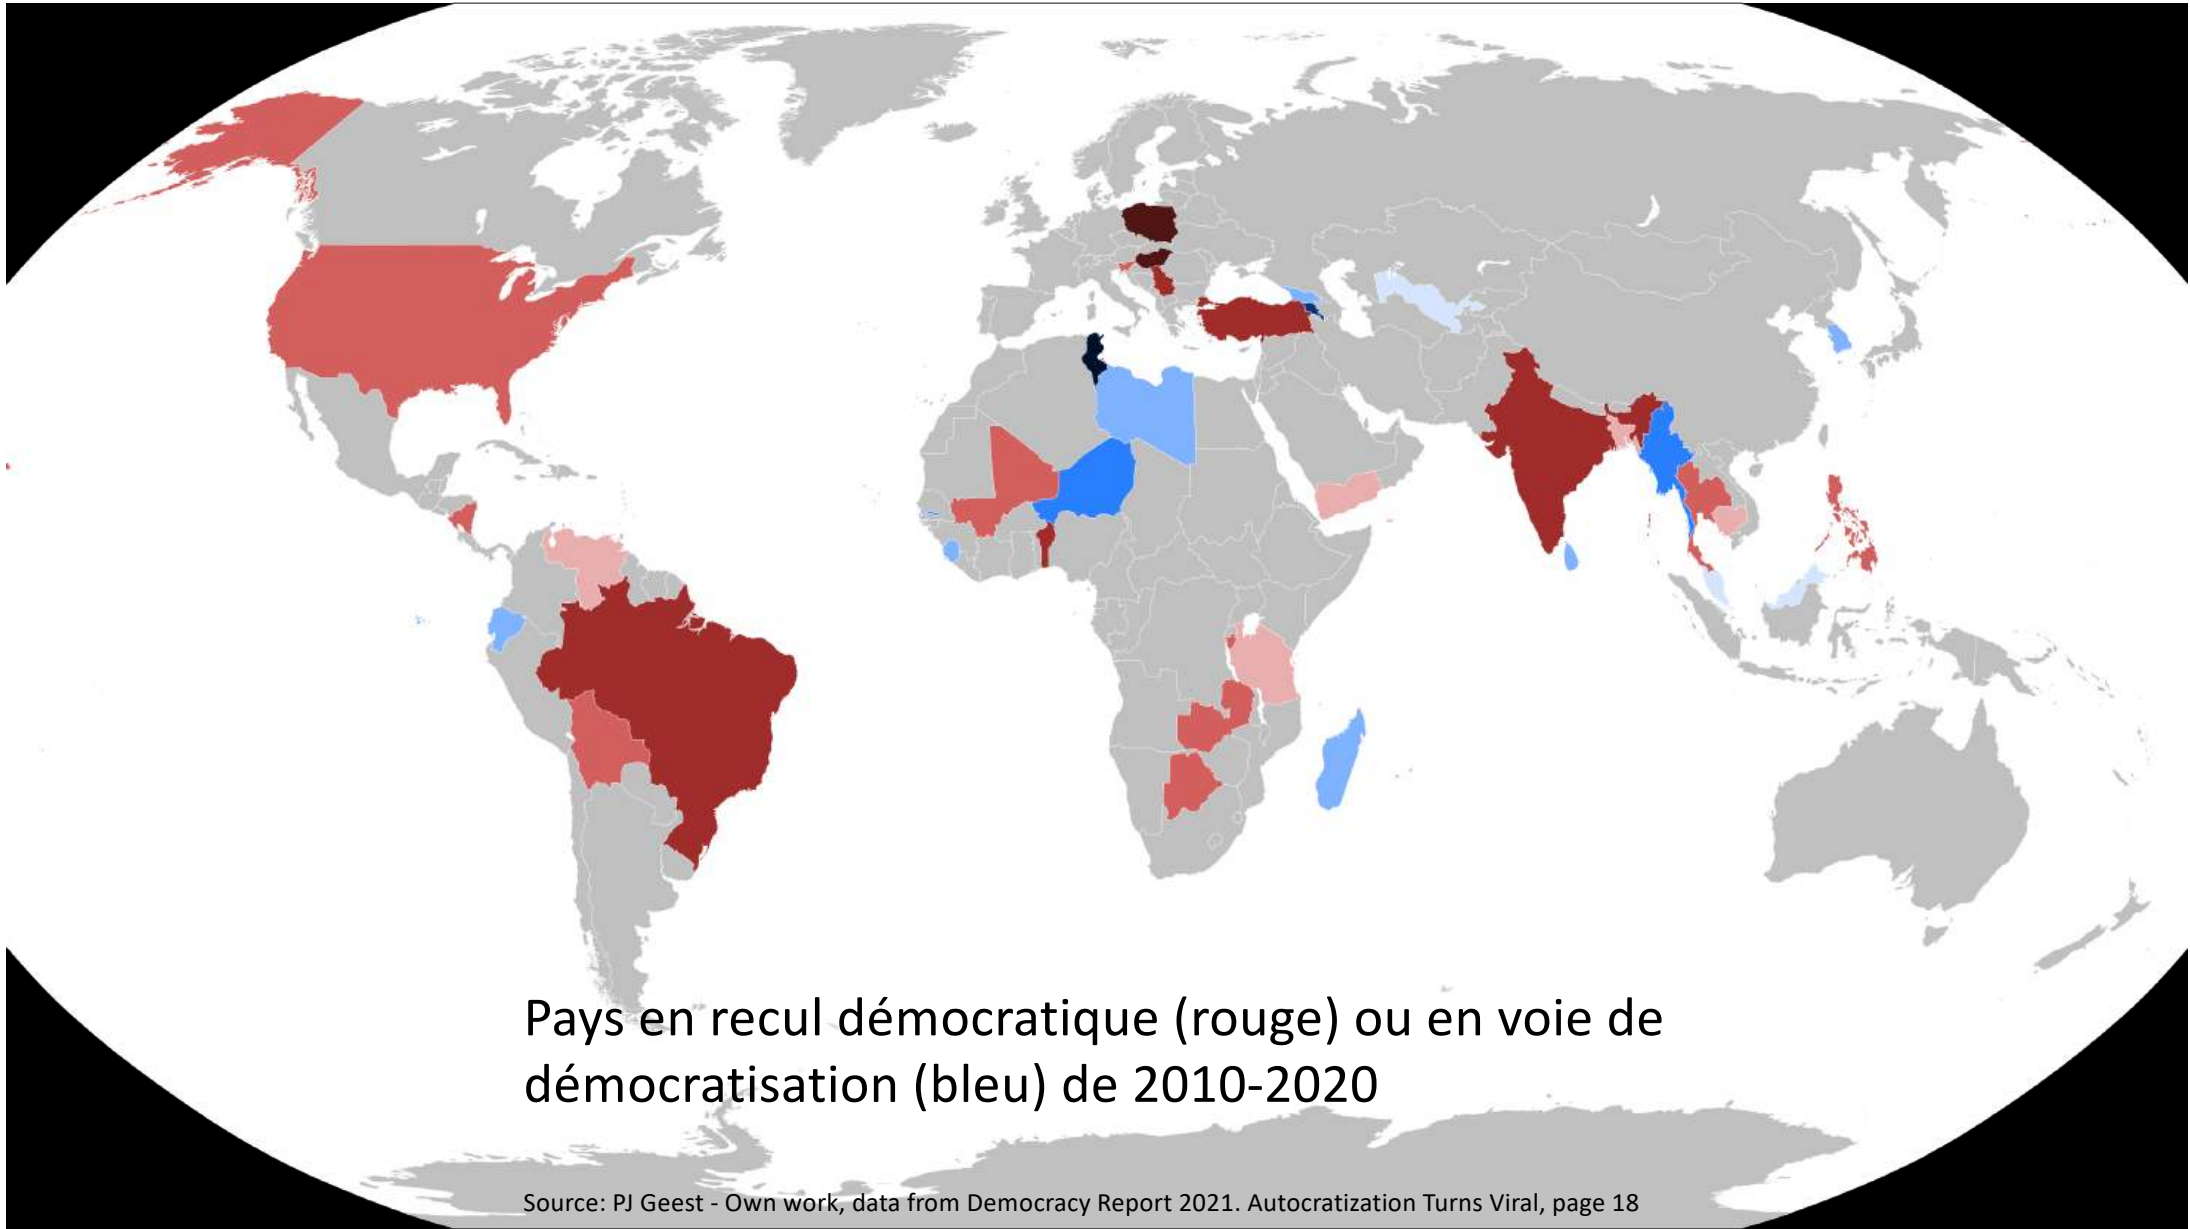 Pays en recul démocratique (rouge) ou en voie de
démocratisation (bleu) de 2010-2020
Source: PJ Geest - Own work, data from Democracy Report 2021. Autocratization Turns Viral, page 18